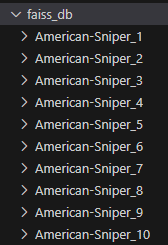 faiss_db
American-Sniper_1
American-Sniper_2
American-Sniper_3
American-Sniper_4
American-Sniper_5
American-Sniper_6
American-Sniper_7
American-Sniper_8
American-Sniper_9
American-Sniper_10